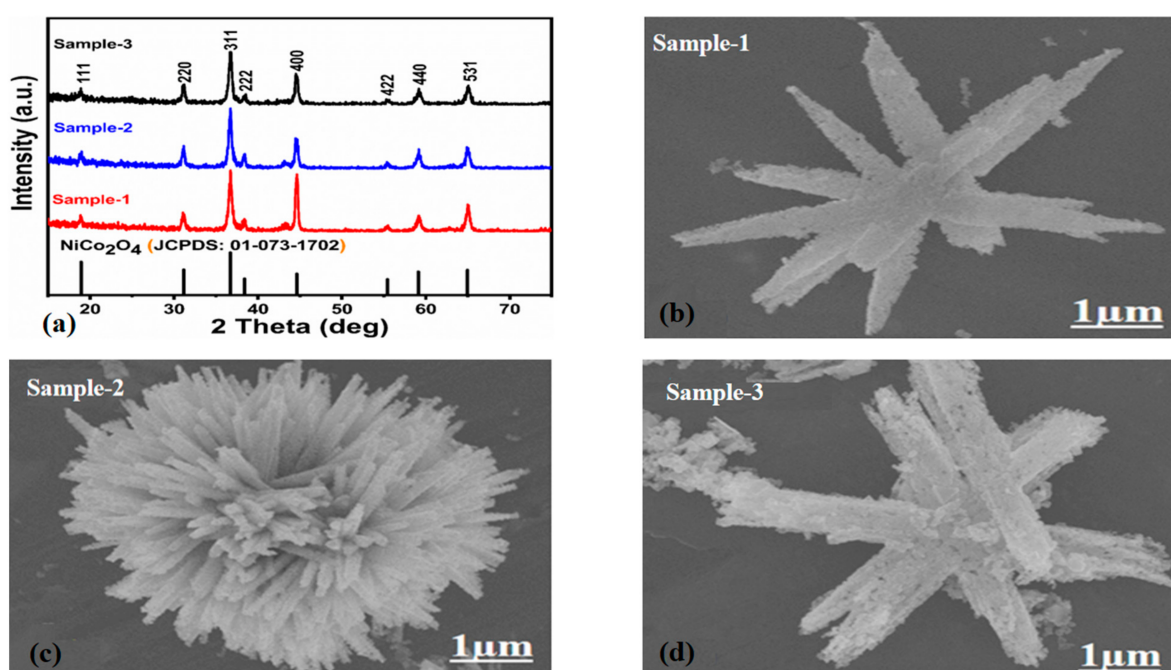 Intensity (a.u.)
Sample-3
111
220
311
222
400
422
440
531
Sample-2
Sample-1
NiCo₂O₄ (JCPDS: 01-073-1702)
20
30
40
50
60
70
2 Theta (deg)
(a)
Sample-1
(b)
1μm
Sample-2
(c)
1μm
Sample-3
(d)
1μm